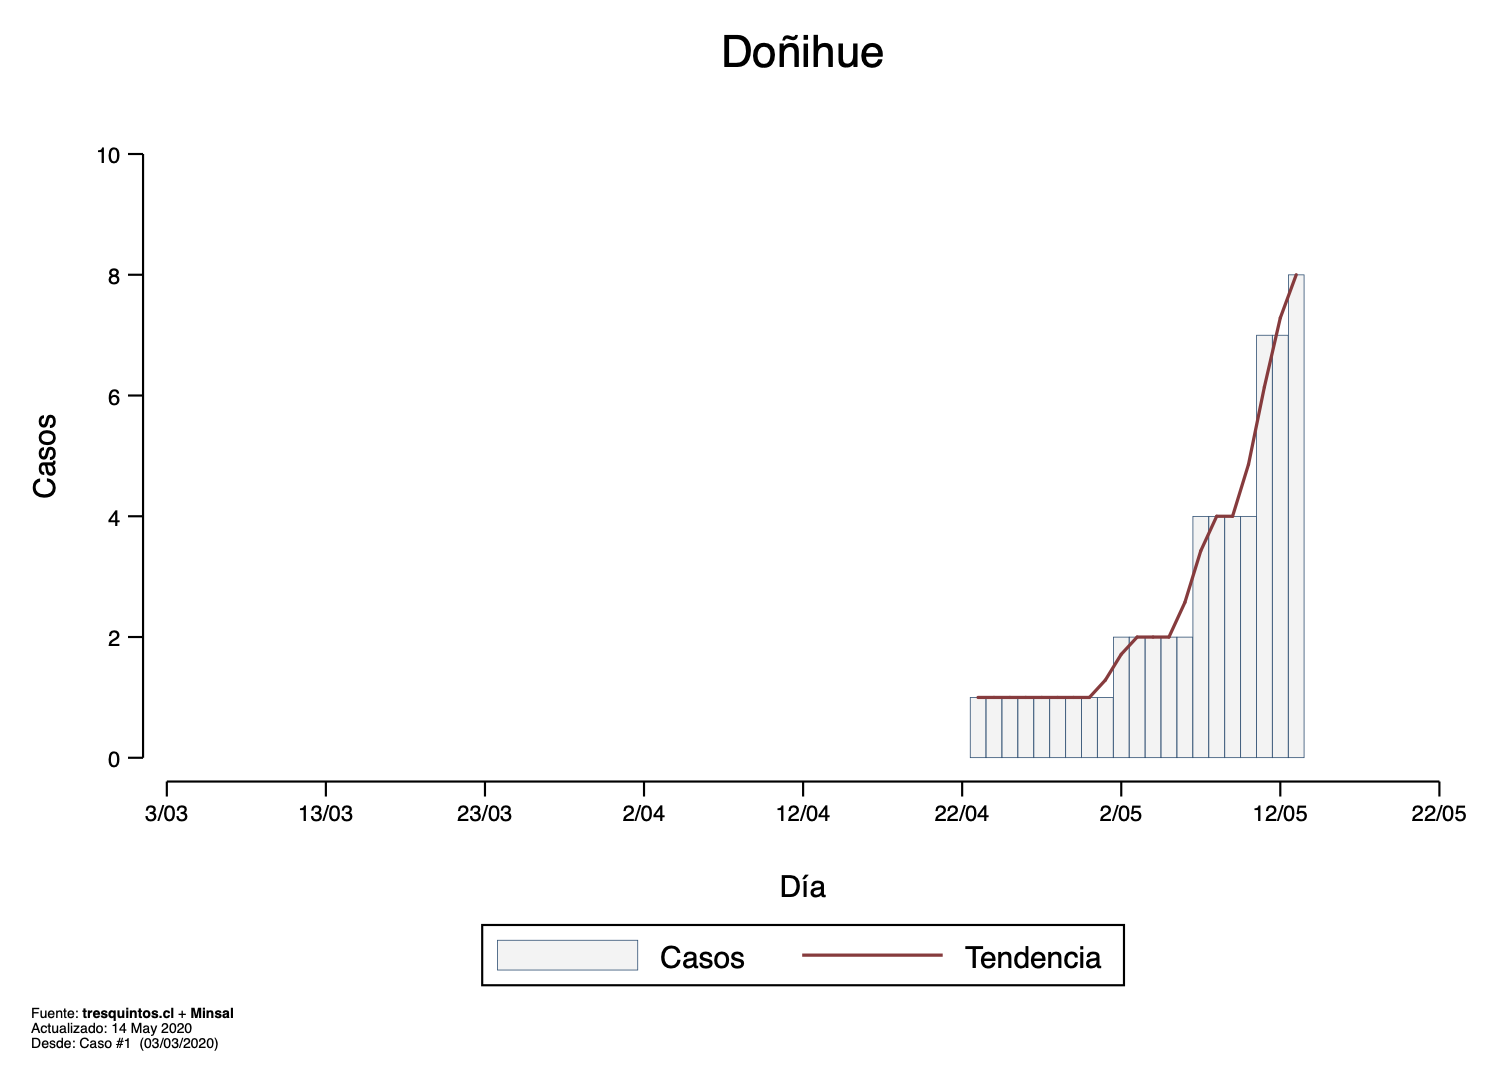 Doñihue
10
8
6
4
2
0
Casos
3/03 13/03 23/03 2/04 12/04 22/04 2/05 12/05 22/05
Día
Casos Tendencia
Fuente: tresquintos.cl + Minsal
Actualizado: 14 May 2020
Desde: Caso #1 (03/03/2020)